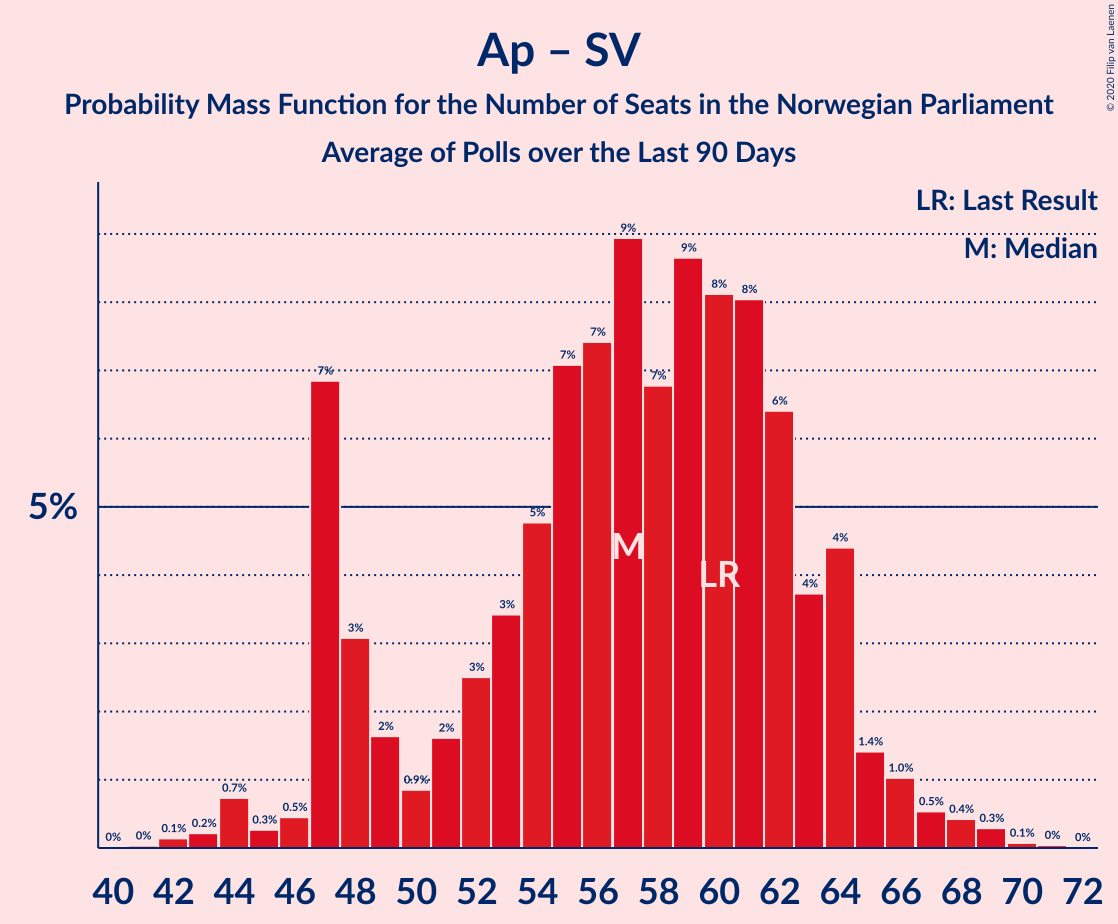 Ap – SV
Probability Mass Function for the Number of Seats in the Norwegian Parliament
Average of Polls over the Last 90 Days
© 2020 Filip van Laenen
LR: Last Result
M: Median
5%
0% 0% 0.1% 0.2% 0.7% 0.3% 0.5% 7% 3% 2% 0.9% 2% 3% 3% 5% 7% 7% 9% 7% 9% 8% 8% 6% 4% 4% 1.4% 1.0% 0.5% 0.4% 0.3% 0.1% 0% 0%
M
LR
40 42 44 46 48 50 52 54 56 58 60 62 64 66 68 70 72